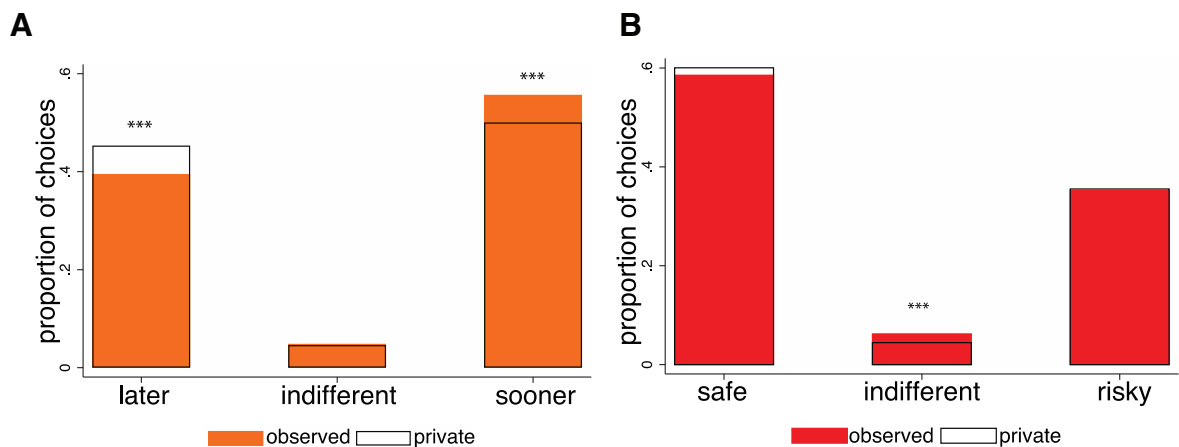 A
B
proportion of choices
0
.2
.4
.6
***
***
later
indifferent
sooner
observed
private
proportion of choices
0
.2
.4
.6
***
safe
indifferent
risky
observed
private